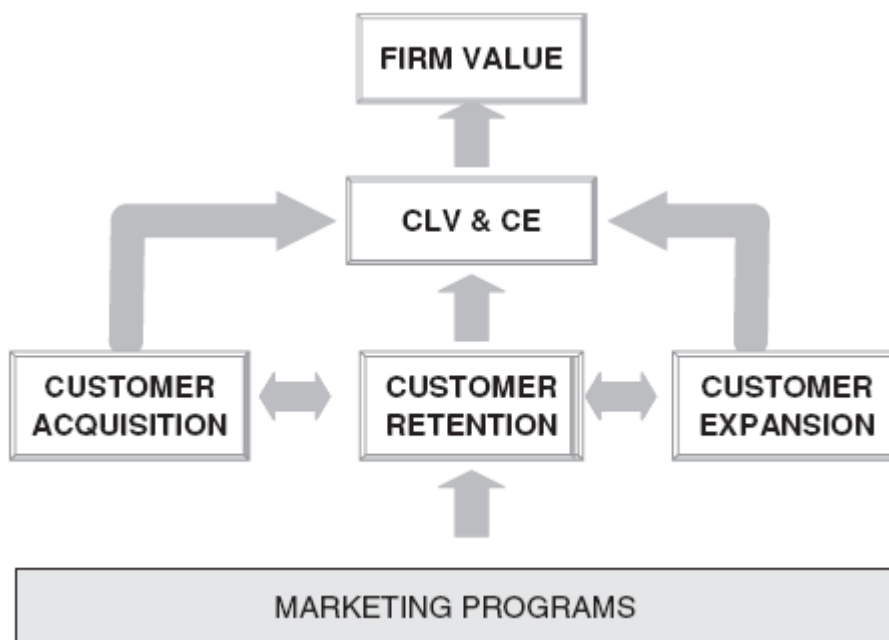 FIRM VALUE
CLV & CE
CUSTOMER
ACQUISITION
CUSTOMER
RETENTION
CUSTOMER
EXPANSION
MARKETING PROGRAMS